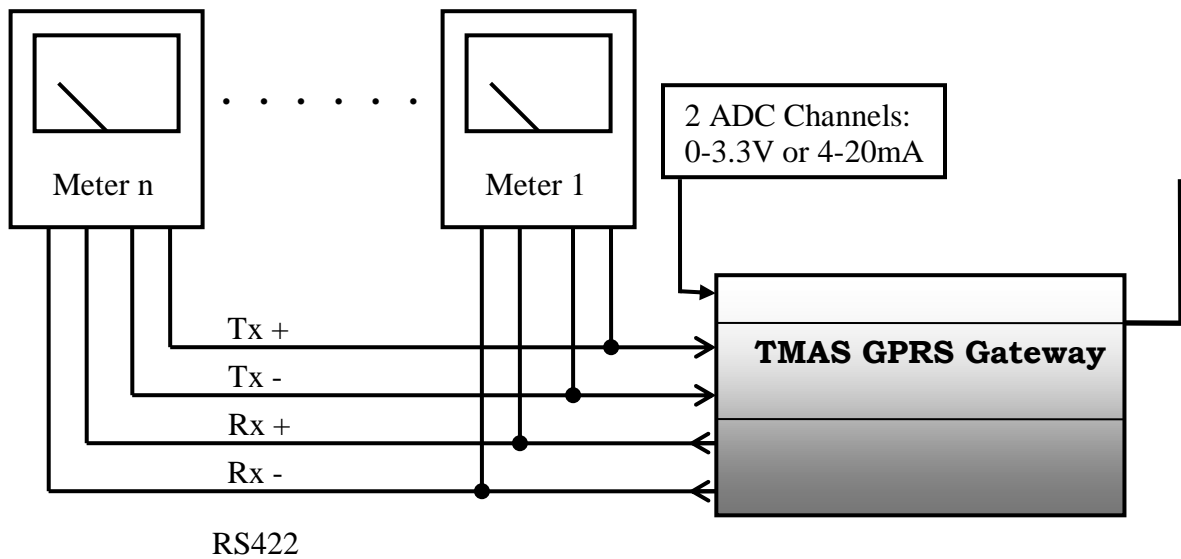 Meter n
Meter 1
2 ADC Channels:
0-3.3V or 4-20mA
Tx +
Tx -
Rx +
Rx -
TMAS GPRS Gateway
RS422